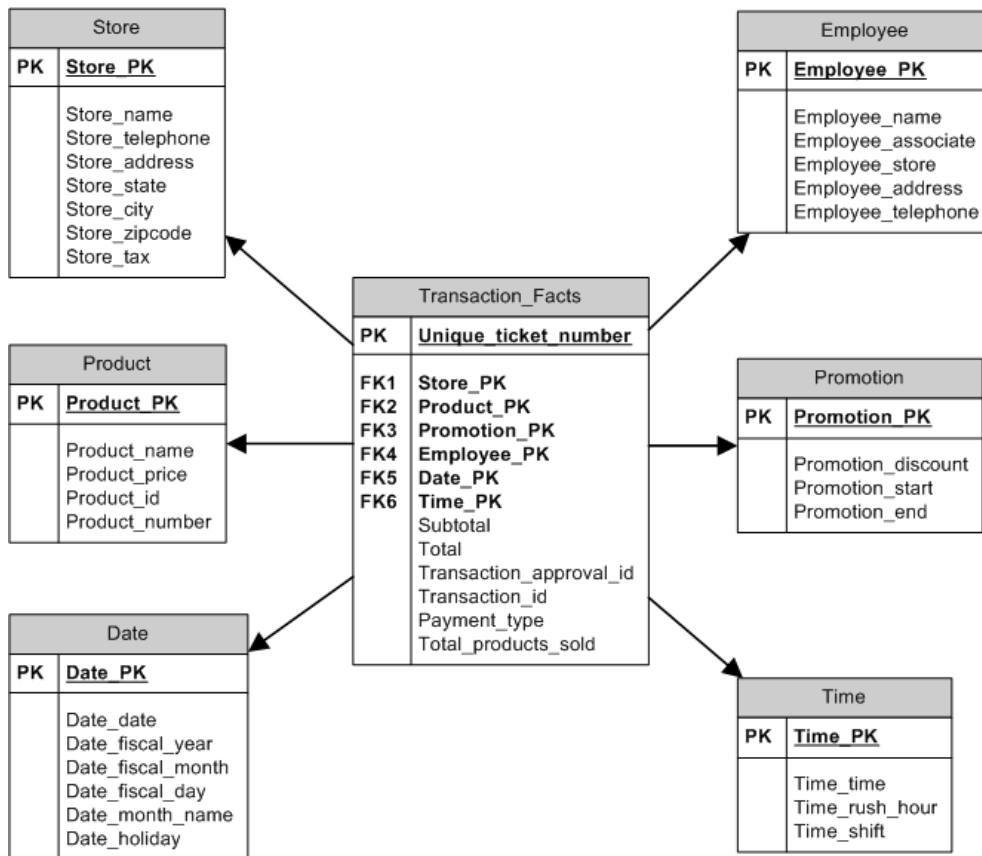 Store
PK Store_PK
Store_name
Store_telephone
Store_address
Store_state
Store_city
Store_zipcode
Store_tax
Employee
PK Employee_PK
Employee_name
Employee_associate
Employee_store
Employee_address
Employee_telephone
Transaction_Facts
PK Unique_ticket_number
FK1 Store_PK
FK2 Product_PK
FK3 Promotion_PK
FK4 Employee_PK
FK5 Date_PK
FK6 Time_PK
Subtotal
Total
Transaction_approval_id
Transaction_id
Payment_type
Total_products_sold
Product
PK Product_PK
Product_name
Product_price
Product_id
Product_number
Promotion
PK Promotion_PK
Promotion_discount
Promotion_start
Promotion_end
Date
PK Date_PK
Date_date
Date_fiscal_year
Date_fiscal_month
Date_fiscal_day
Date_month_name
Date_holiday
Time
PK Time_PK
Time_time
Time_rush_hour
Time_shift